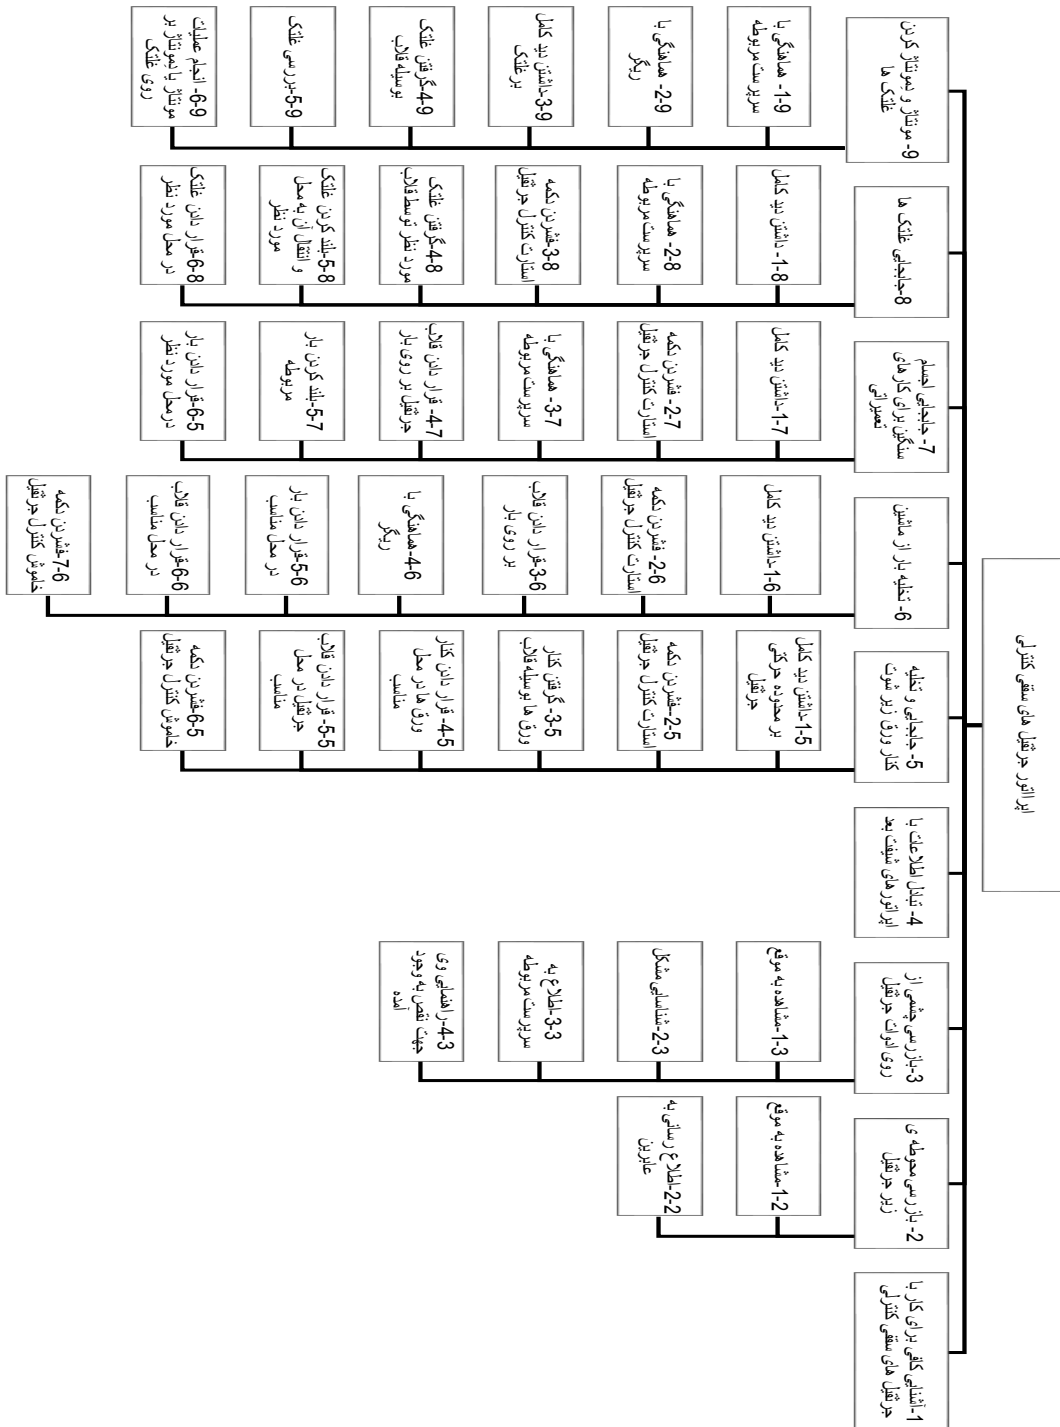 اپراتور جرثقیل های سقفی کنترلی
1-آشنایی کافی برای کار با
جرثقیل های سقفی کنترلی
2- بازرسی محوطه ی
زیر جرثقیل
1-2-مشاهده به موقع
2-2-اطلاع رسانی به
عابرین
3-بازرسی چشمی از
روی ادوات جرثقیل
1-3-مشاهده به موقع
2-3-شناسایی مشکل
3-3-اطلاع به
سرپرست مربوطه
4-3-راهنمایی وی
جهت نقص به وجود
آمده
4- تبادل اطلاعات با
اپراتورهای شیفت بعد
5- جابجایی و تخلیه
کنار ورق زیر شوت
1-5-داشتن دید کامل
بر محدوده حرکتی
جرثقیل
2-5-فشردن دکمه
استارت کنترل جرثقیل
3-5- گرفتن کنار
ورق ها بوسیله قلاب
4-5- قرار دادن کنار
ورق ها در محل
مناسب
5-5- قرار دادن قلاب
جرثقیل در محل
مناسب
6-5-فشردن دکمه
خاموش کنترل جرثقیل
6- تخلیه بار از ماشین
1-6-داشتن دید کامل
2-6- فشردن دکمه
استارت کنترل جرثقیل
3-6-قرار دادن قلاب
بر روی بار
4-6-هماهنگی با
ریگر
5-6-قرار دادن بار
در محل مناسب
6-6-قرار دادن قلاب
در محل مناسب
7-6-فشردن دکمه
خاموش کنترل جرثقیل
7- جابجایی اجسام
سنگین برای کارهای
تعمیراتی
1-7-داشتن دید کامل
2-7- فشردن دکمه
استارت کنترل جرثقیل
3-7- هماهنگی با
سرپرست مربوطه
4-7- قرار دادن قلاب
جرثقیل بر روی بار
5-7-بلند کردن بار
مربوطه
6-5-قرار دادن بار
درمحل مورد نظر
8-جابجایی غلتک ها
1-8- داشتن دید کامل
2-8- هماهنگی با
سرپرست مربوطه
3-8-فشردن دکمه
استارت کنترل جرثقیل
4-8-گرفتن غلتک
مورد نظر توسط قلاب
5-8-بلند کردن غلتک
و انتقال آن به محل
مورد نظر
6-8-قرار دادن غلتک
در محل مورد نظر
9- مونتاژ و دمونتاژ کردن
غلتک ها
1-9- هماهنگی با
سرپرست مربوطه
2-9- هماهنگی با
ریگر
3-9-داشتن دید کامل
برغلتک
4-9-گرفتن غلتک
بوسیله قلاب
5-9-بررسی غلتک
6-9- انجام عملیات
مونتاژ یا دمونتاژ بر
روی غلتک